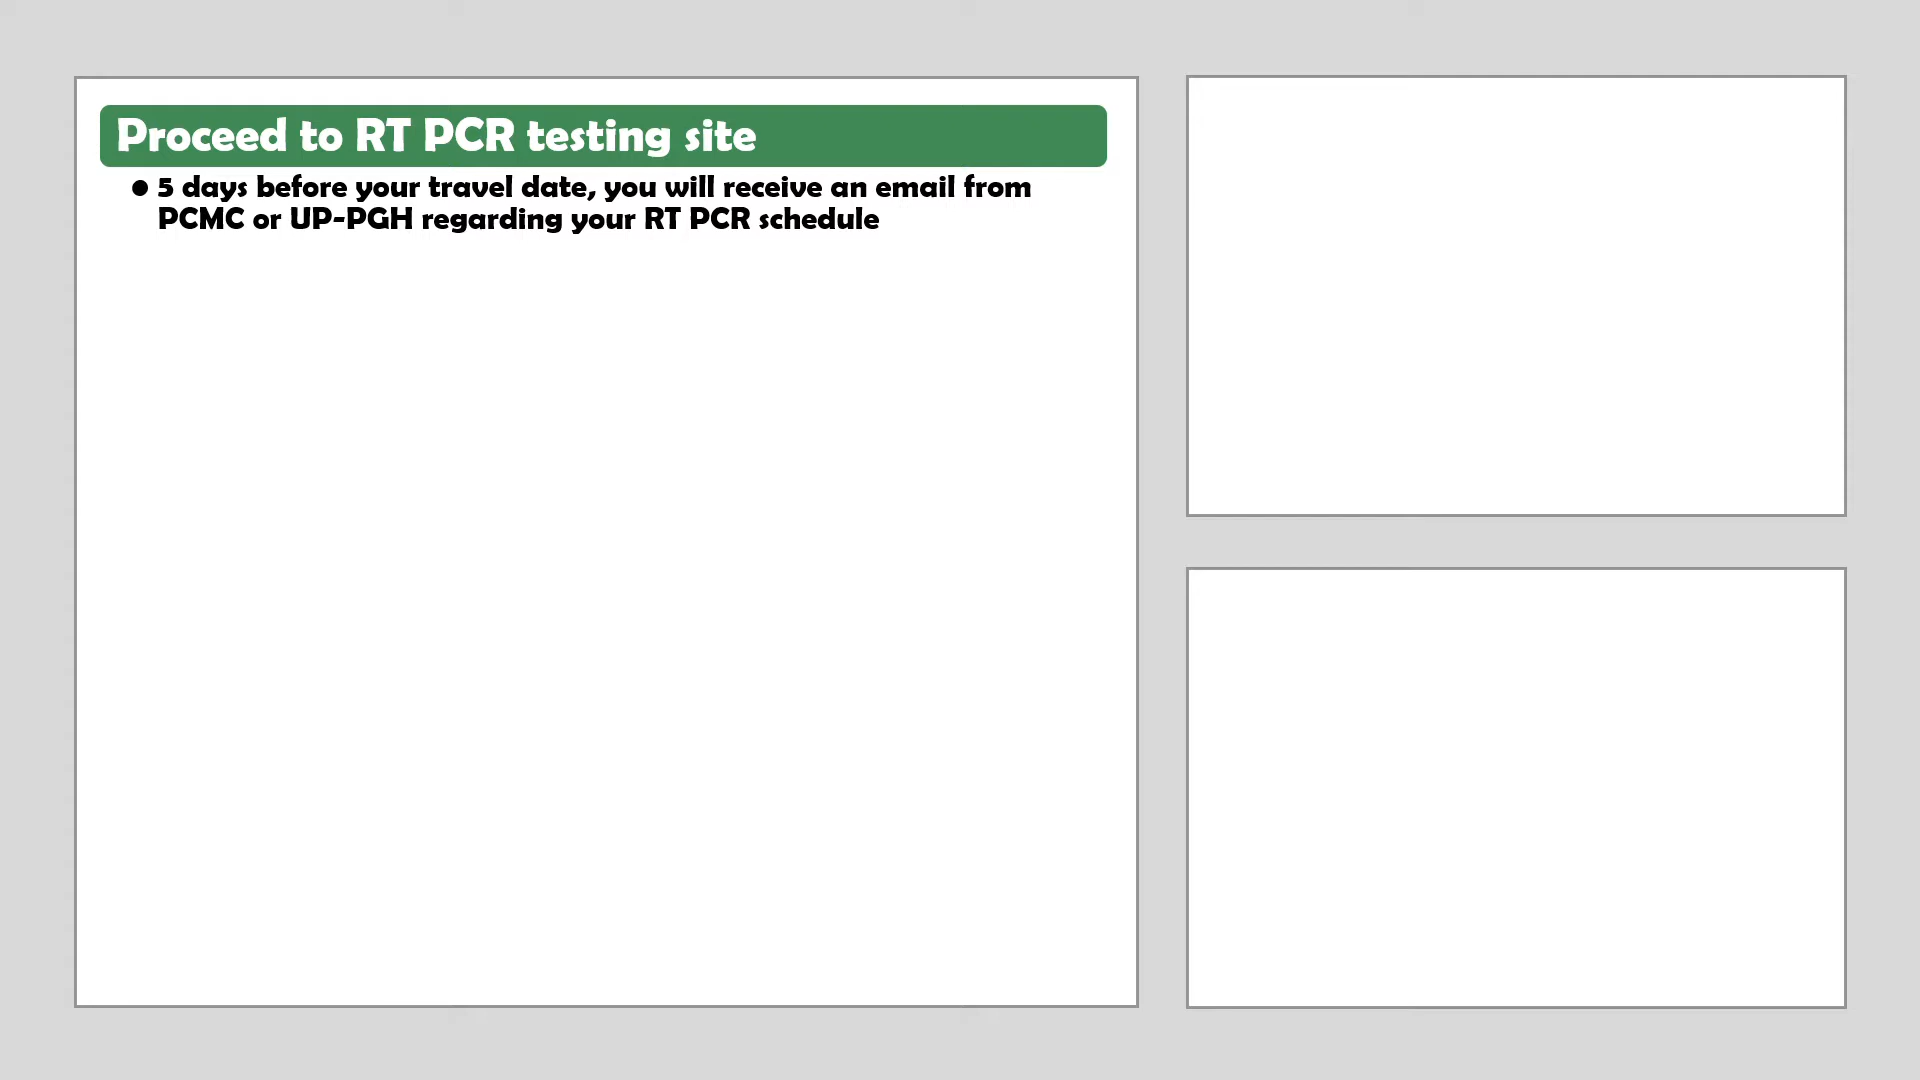 Proceed to RT PCR testing site
● 5 days before your travel date, you will receive an email from
PCMC or UP-PGH regarding your RT PCR schedule